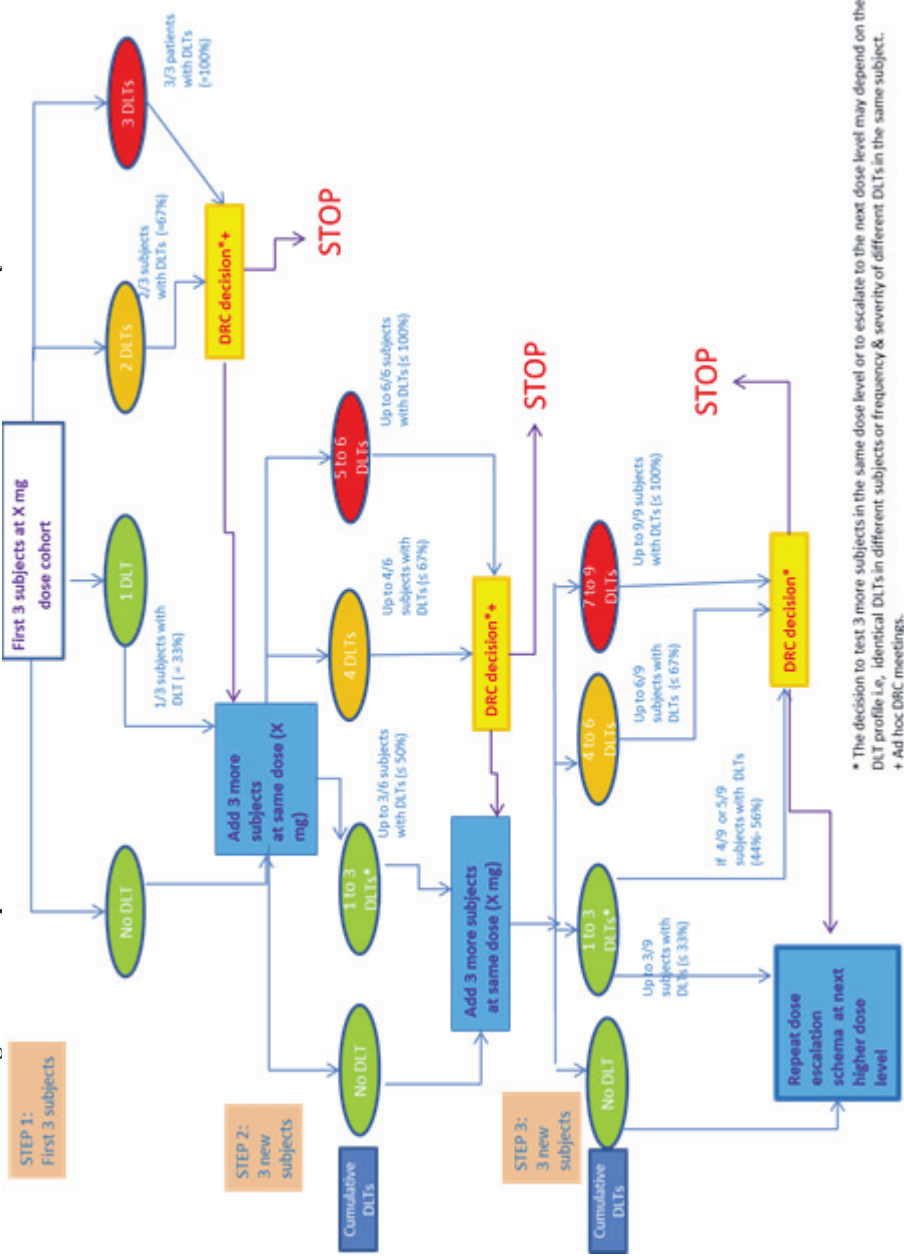 First 3 subjects at X mg
dose cohort
STEP 1:
First 3 subjects
No DLT
1 DLT
2 DLTs
3 DLTs
1/3 subjects with
DLT ( = 33%)
2/3 subjects
with DLTs (=67%)
3/3 patients
with DLTs
(=100%)
DRC decision*+
STOP
Add 3 more
subjects
at same dose (X
mg)
STEP 2:
3 new
subjects
Cumulative
DLTs
No DLT
1 to 3
DLTs*
4 DLTs
5 to 6
DLTs
Up to 3/6 subjects
with DLTs (≤ 50%)
Up to 4/6
subjects with
DLTs (≤ 67%)
Up to 6/6 subjects
with DLTs (≤ 100%)
DRC decision*+
STOP
Add 3 more subjects
at same dose (X mg)
STEP 3:
3 new
subjects
Cumulative
DLTs
No DLT
1 to 3
DLTs*
4 to 6
DLTs
7 to 9
DLTs
Up to 3/9
subjects with
DLTs (≤ 33%)
If 4/9 or 5/9
subjects with DLTs
(44%- 56%)
Up to 6/9
subjects with
DLTs (≤ 67%)
Up to 9/9 subjects
with DLTs (≤ 100%)
DRC decision*
STOP
Repeat dose
escalation
schema at next
higher dose
level
* The decision to test 3 more subjects in the same dose level or to escalate to the next dose level may depend on the
DLT profile i.e, identical DLTs in different subjects or frequency & severity of different DLTs in the same subject.
+ Ad hoc DRC meetings.